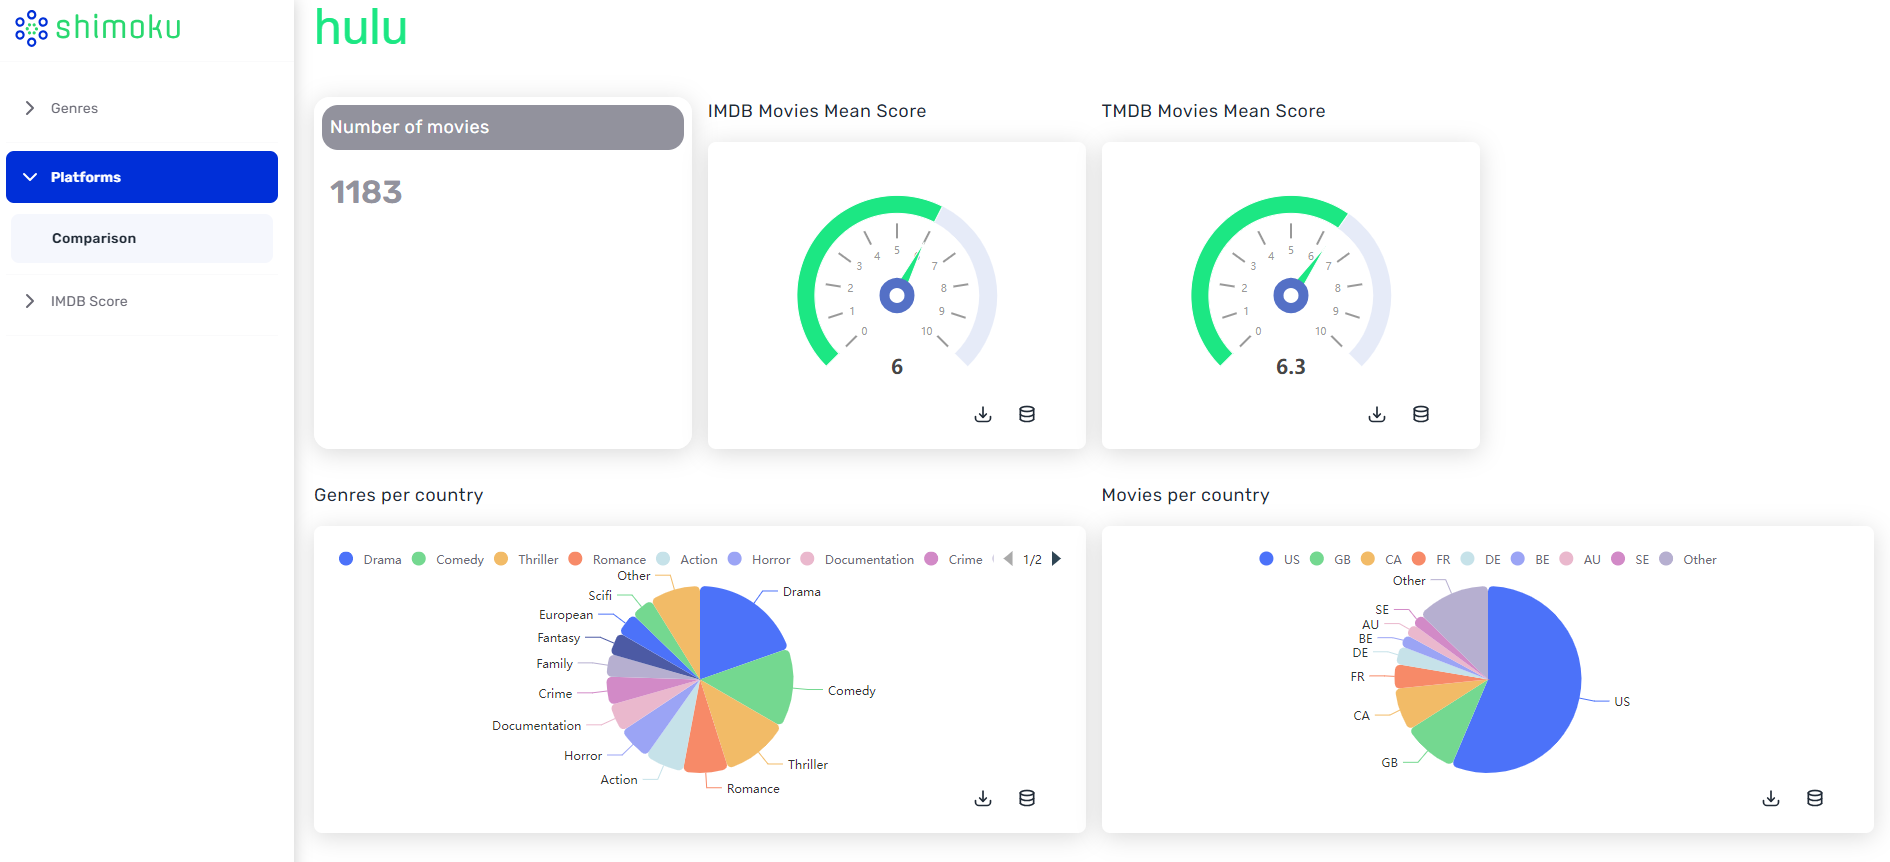 shimoku
Genres
Platforms
Comparison
IMDB Score
hulu
Number of movies
1183
IMDB Movies Mean Score
0 1 2 3 4 5 6 7 8 9 10
6
TMDB Movies Mean Score
0 1 2 3 4 5 6 7 8 9 10
6.3
Genres per country
Drama Comedy Thriller Romance Action Horror Documentation Crime 1/2
Other
Scifi
European
Fantasy
Family
Crime
Documentation
Horror
Action
Drama
Comedy
Thriller
Romance
Movies per country
US GB CA FR DE BE AU SE Other
Other
SE
AU
BE
DE
FR
CA
GB
US